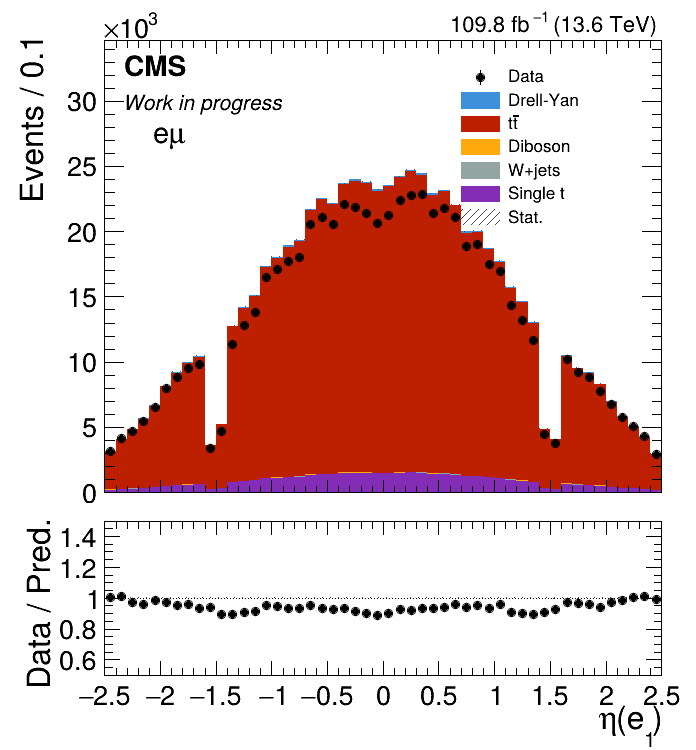 ×10³
109.8 fb⁻¹ (13.6 TeV)
Events / 0.1
CMS
Work in progress
eμ
Data
Drell-Yan
tt̄
Diboson
W+jets
Single t
Stat.
30
25
20
15
10
5
0
Data / Pred.
1.4
1.2
1
0.8
0.6
−2.5 −2 −1.5 −1 −0.5 0 0.5 1 1.5 2 2.5
η(e₁)